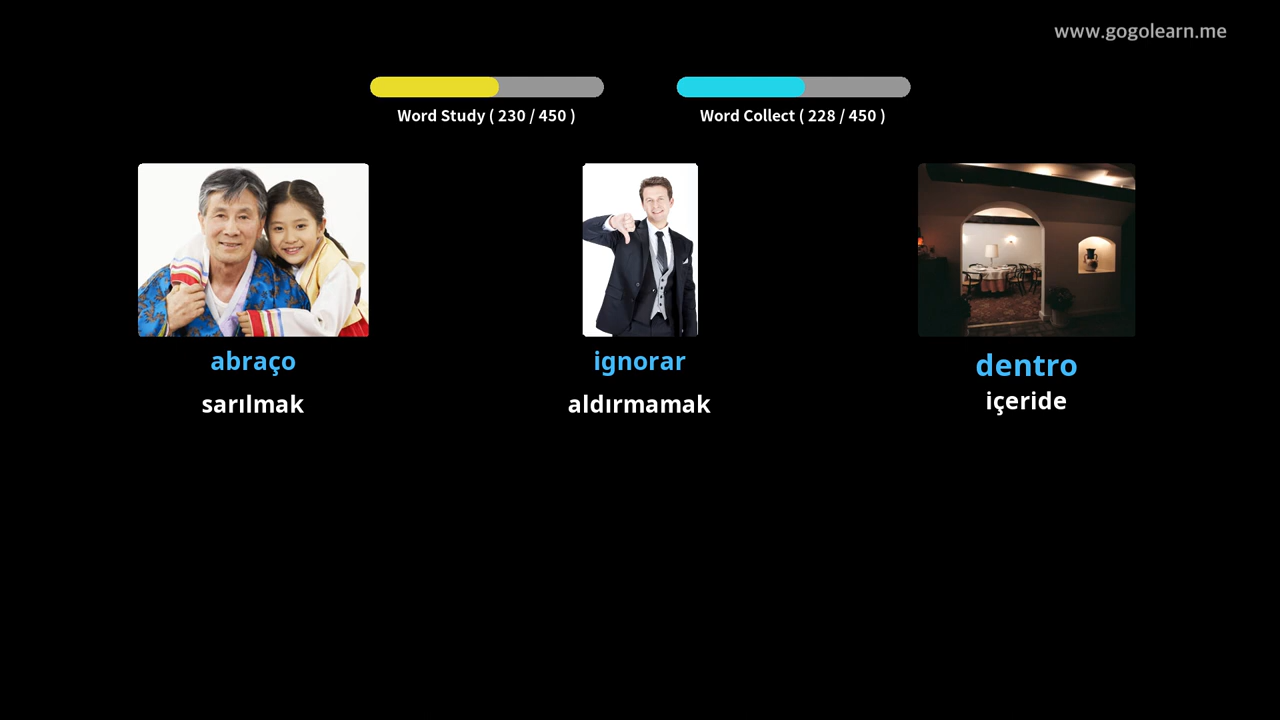 www.gogolearn.me
Word Study ( 230 / 450 )
Word Collect ( 228 / 450 )
abraço
sarılmak
ignorar
aldırmamak
dentro
içeride